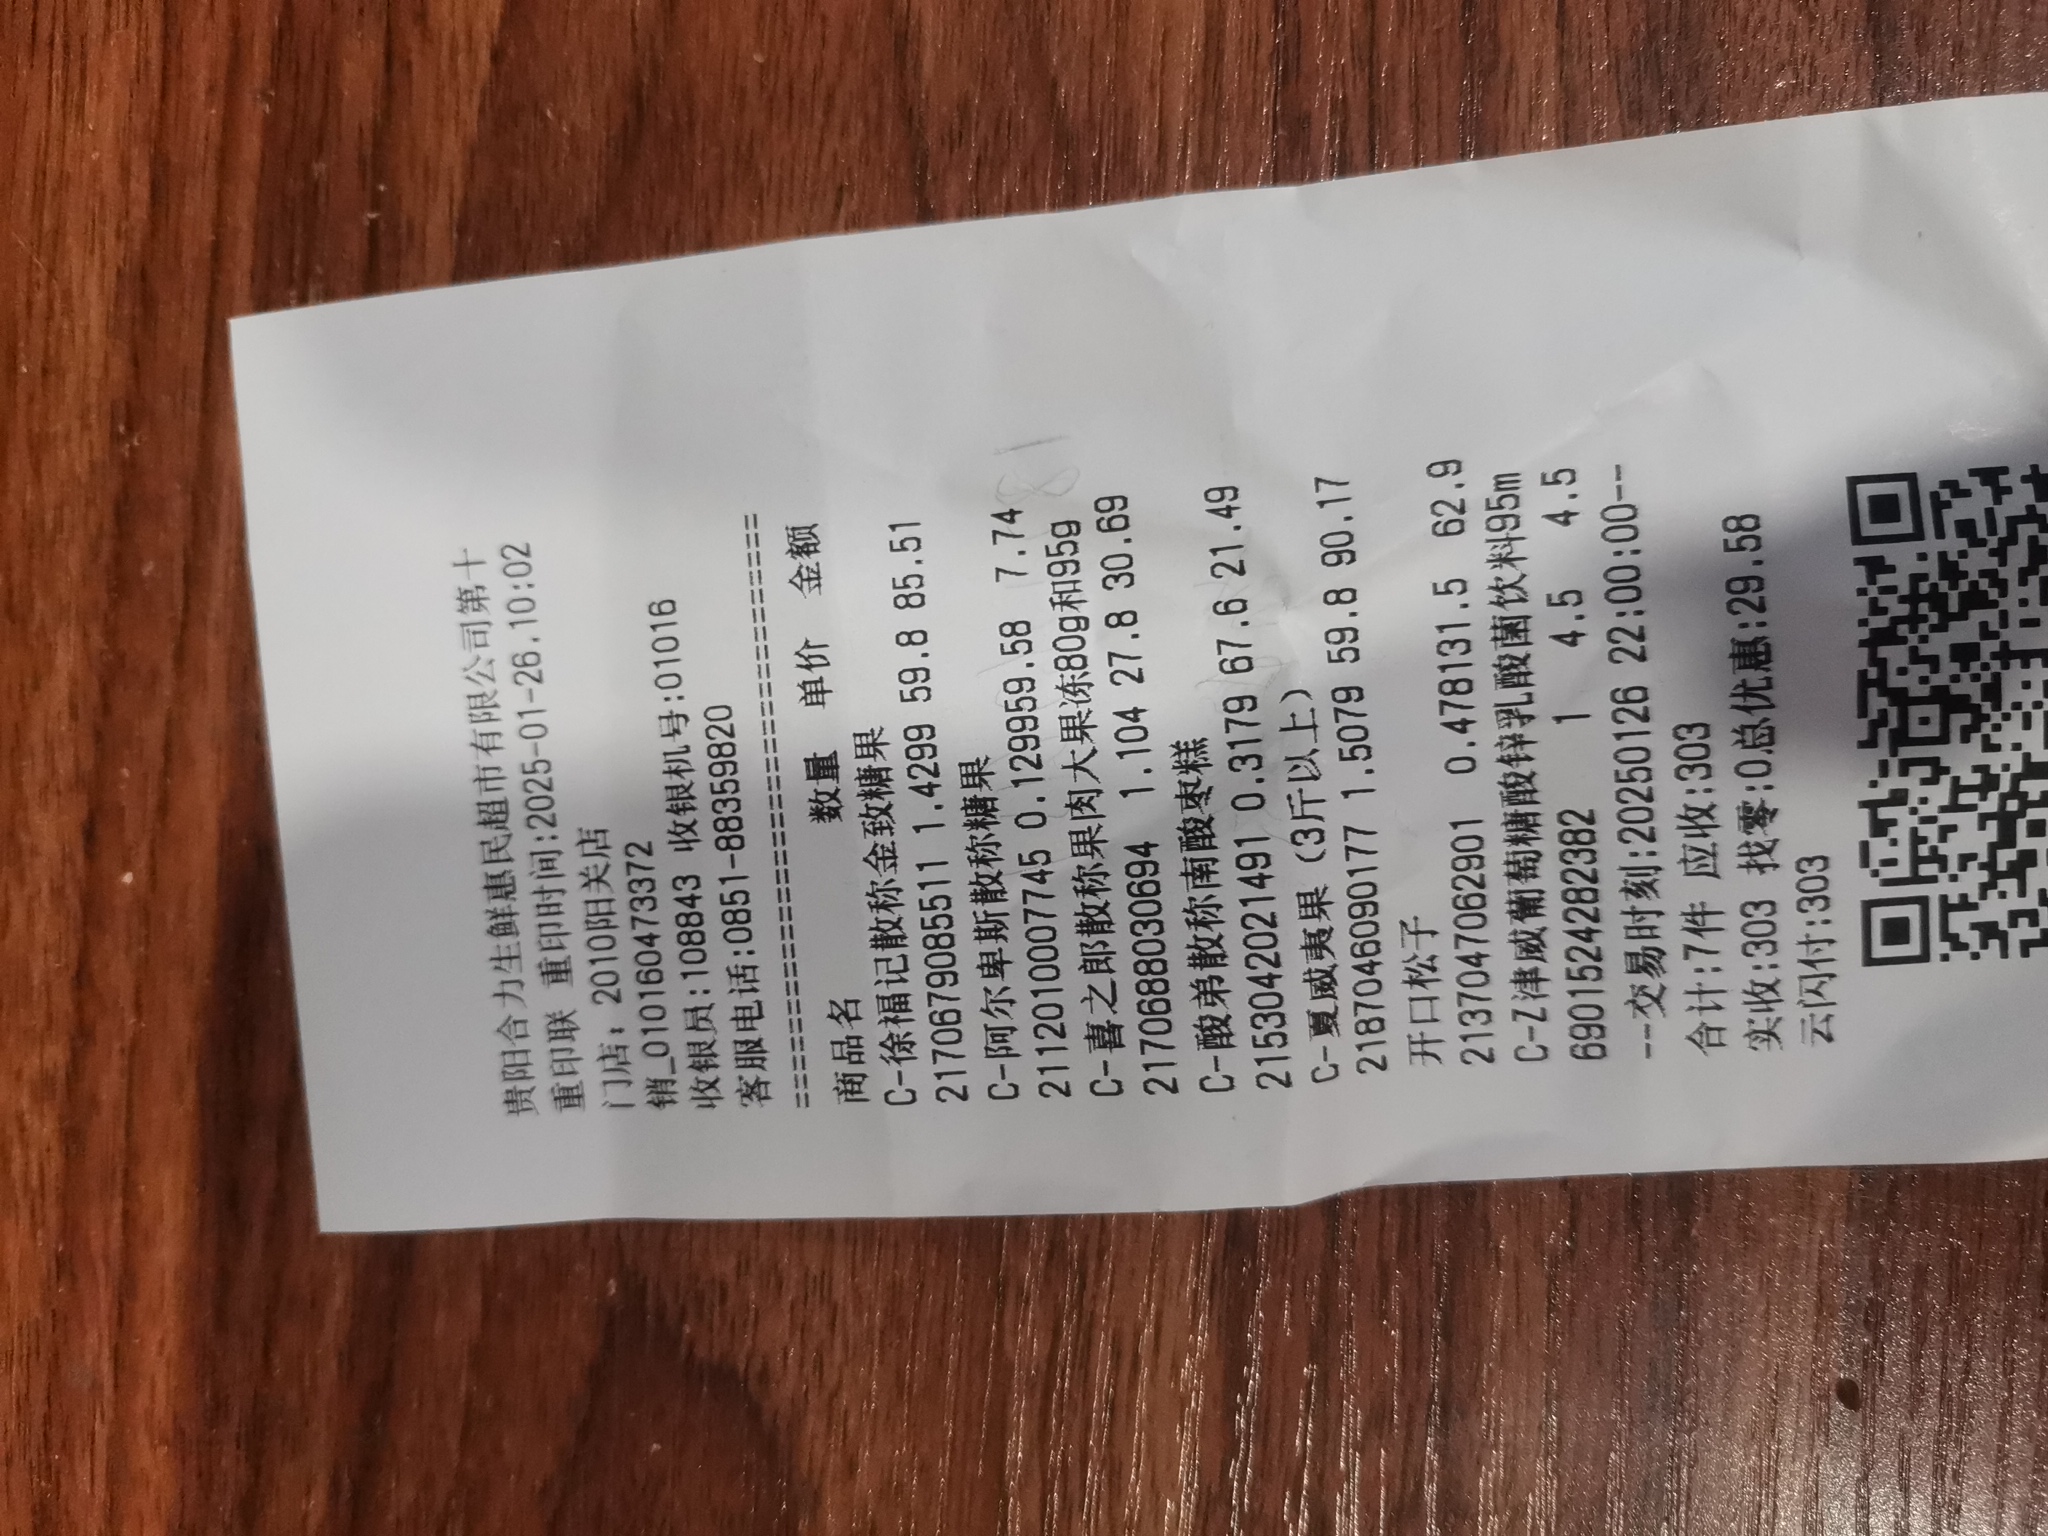 贵阳合力生鲜惠民超市有限公司第十
重印联 重印时间:2025-01-26.10:02
门店: 2010阳关店
销_010160473372
收银员:108843 收银机号:01016
客服电话:0851-88359820
======================================
商品名 数量 单价 金额
C-徐福记散称金致糖果
2170679085511 1.4299 59.8 85.51
C-阿尔卑斯散称糖果
2112010007745 0.129959.58 7.74
C-喜之郎散称果肉大果冻80g和95g
2170688030694 1.104 27.8 30.69
C-酸弟散称南酸枣糕
2153042021491 0.3179 67.6 21.49
C-夏威夷果(3斤以上)
2187046090177 1.5079 59.8 90.17
开口松子
2137047062901 0.478131.5 62.9
C-Z津威葡萄糖酸锌乳酸菌饮料95m
6901524282382 1 4.5 4.5
--交易时刻:20250126 22:00:00--
合计:7件 应收:303
实收:303 找零:0总优惠:29.58
云闪付:303